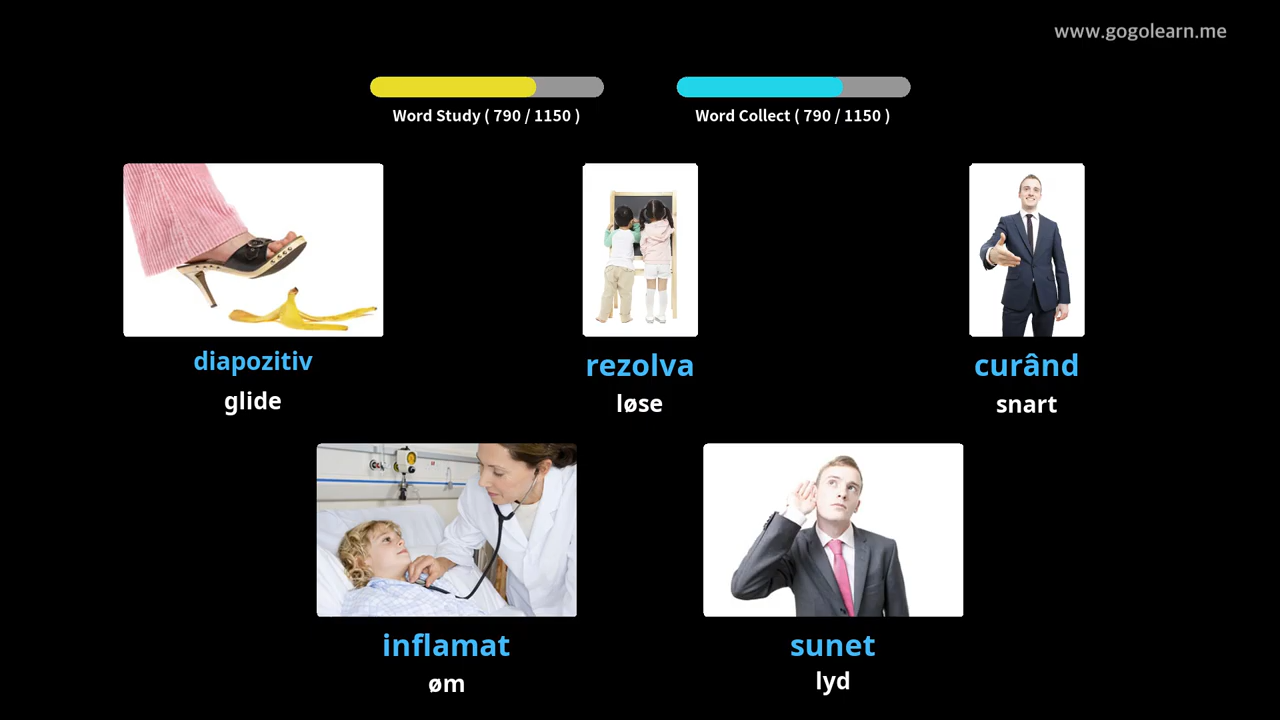 www.gogolearn.me
Word Study ( 790 / 1150 )
Word Collect ( 790 / 1150 )
diapozitiv
glide
rezolva
løse
curând
snart
inflamat
øm
sunet
lyd